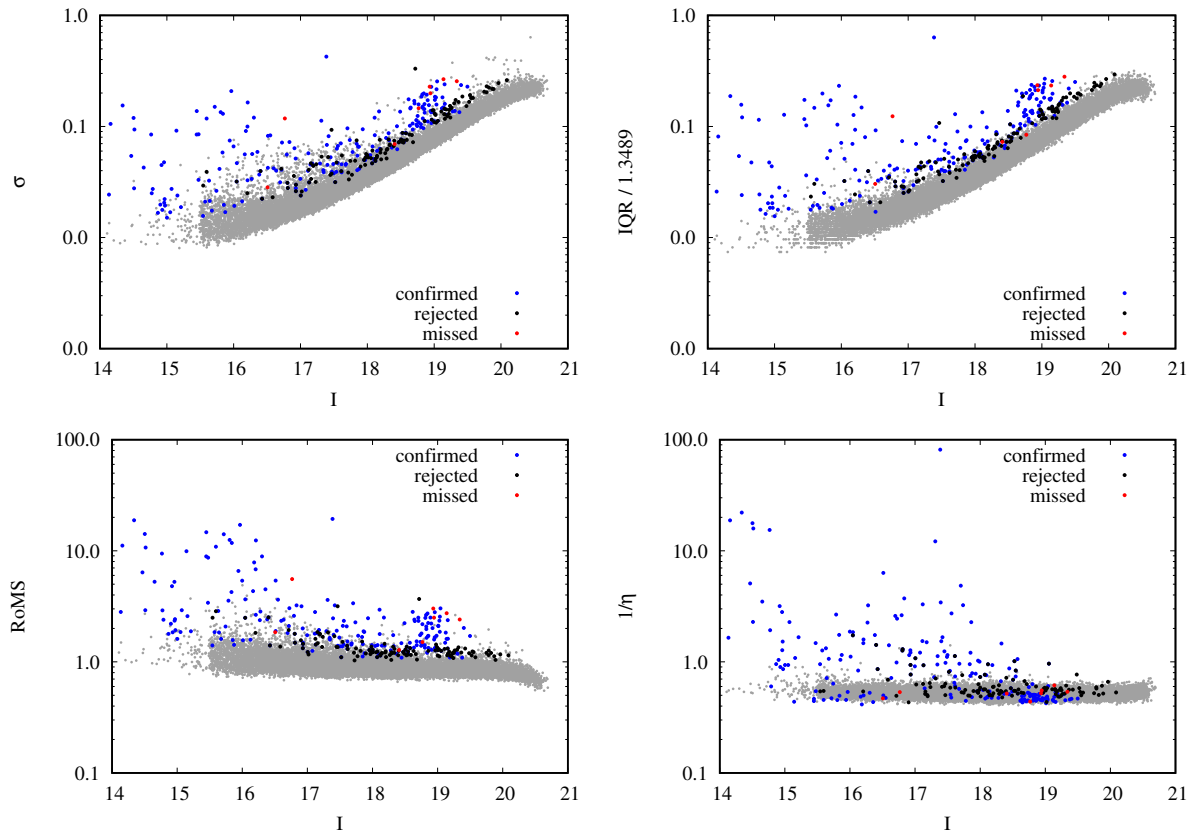 1.0
0.1
0.0
0.0
σ
14 15 16 17 18 19 20 21
I
confirmed
rejected
missed
1.0
0.1
0.0
0.0
IQR / 1.3489
14 15 16 17 18 19 20 21
I
confirmed
rejected
missed
100.0
10.0
1.0
0.1
RoMS
14 15 16 17 18 19 20 21
I
confirmed
rejected
missed
100.0
10.0
1.0
0.1
1/η
14 15 16 17 18 19 20 21
I
confirmed
rejected
missed